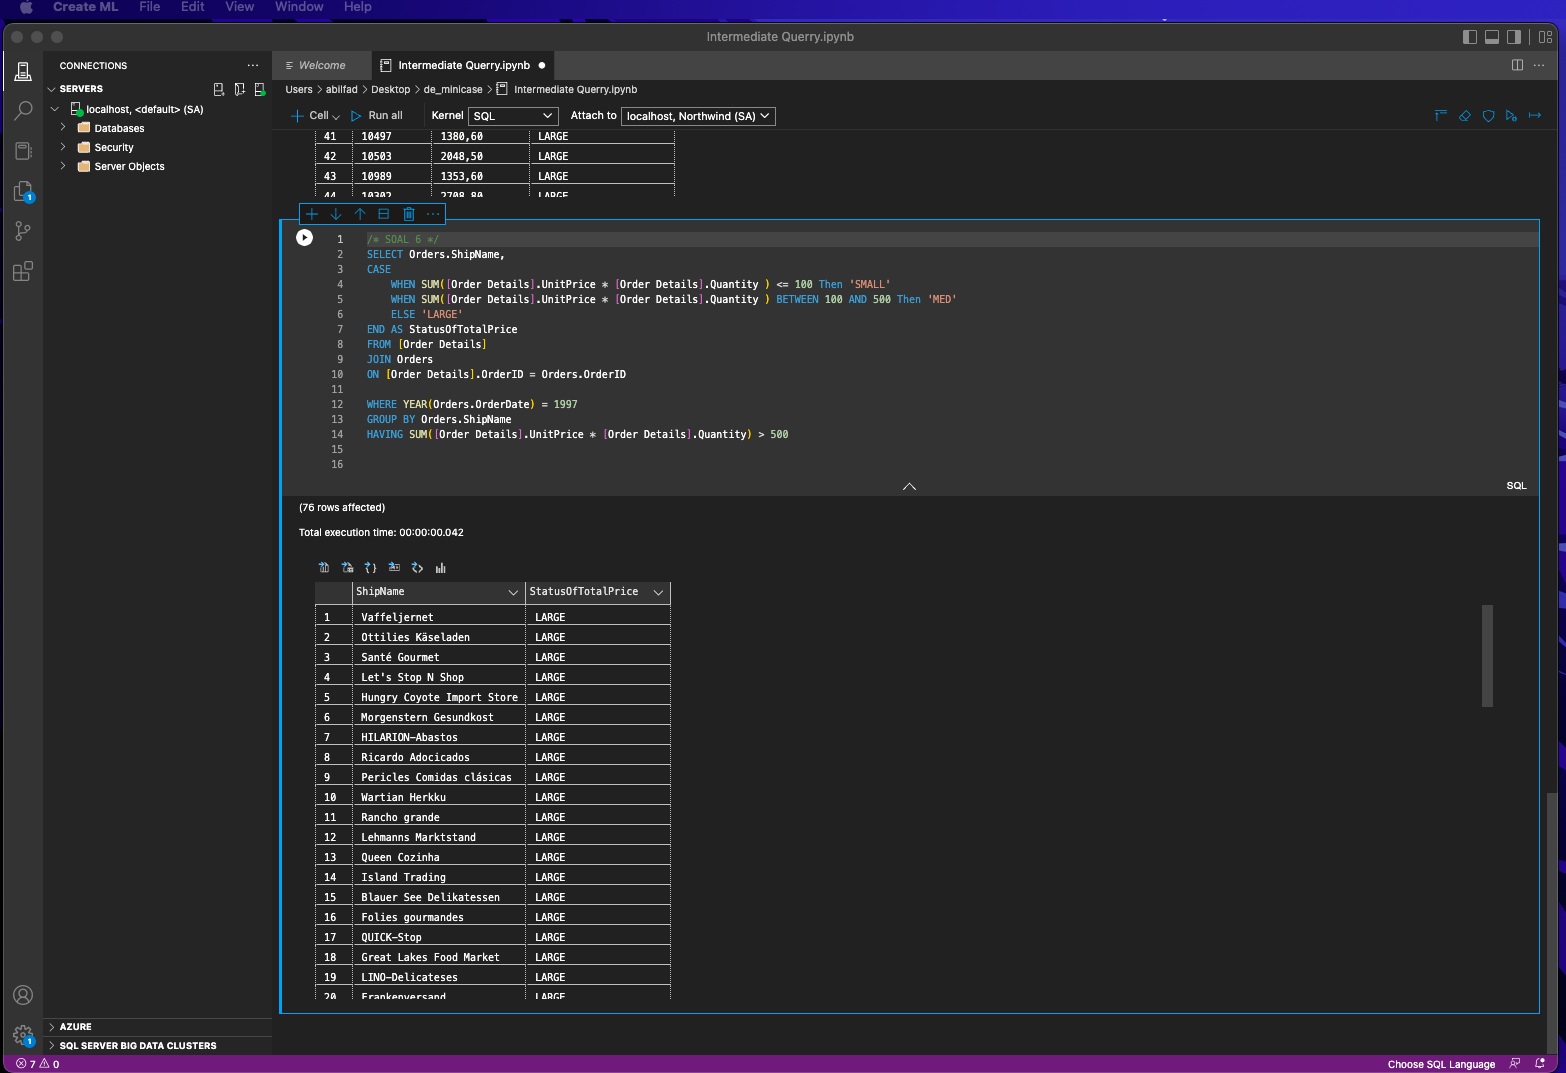 Create ML File Edit View Window Help
Intermediate Querry.ipynb
CONNECTIONS ...
SERVERS
localhost, <default> (SA)
Databases
Security
Server Objects
AZURE
SQL SERVER BIG DATA CLUSTERS
1
1
Welcome Intermediate Querry.ipynb
Users > abilfad > Desktop > de_minicase > Intermediate Querry.ipynb
Cell Run all Kernel SQL Attach to localhost, Northwind (SA)
41 10497 1380,60 LARGE
42 10503 2048,50 LARGE
43 10989 1353,60 LARGE
44 10302 2708,80 LARGE
1 /* SOAL 6 */
2 SELECT Orders.ShipName,
3 CASE
4 WHEN SUM([Order Details].UnitPrice * [Order Details].Quantity ) <= 100 Then 'SMALL'
5 WHEN SUM([Order Details].UnitPrice * [Order Details].Quantity ) BETWEEN 100 AND 500 Then 'MED'
6 ELSE 'LARGE'
7 END AS StatusOfTotalPrice
8 FROM [Order Details]
9 JOIN Orders
10 ON [Order Details].OrderID = Orders.OrderID
11
12 WHERE YEAR(Orders.OrderDate) = 1997
13 GROUP BY Orders.ShipName
14 HAVING SUM([Order Details].UnitPrice * [Order Details].Quantity) > 500
15
16
SQL
(76 rows affected)
Total execution time: 00:00:00.042
ShipName StatusOfTotalPrice
1 Vaffeljernet LARGE
2 Ottilies Käseladen LARGE
3 Santé Gourmet LARGE
4 Let's Stop N Shop LARGE
5 Hungry Coyote Import Store LARGE
6 Morgenstern Gesundkost LARGE
7 HILARION-Abastos LARGE
8 Ricardo Adocicados LARGE
9 Pericles Comidas clásicas LARGE
10 Wartian Herkku LARGE
11 Rancho grande LARGE
12 Lehmanns Marktstand LARGE
13 Queen Cozinha LARGE
14 Island Trading LARGE
15 Blauer See Delikatessen LARGE
16 Folies gourmandes LARGE
17 QUICK-Stop LARGE
18 Great Lakes Food Market LARGE
19 LINO-Delicateses LARGE
20 Frankenversand LARGE
7 0 Choose SQL Language